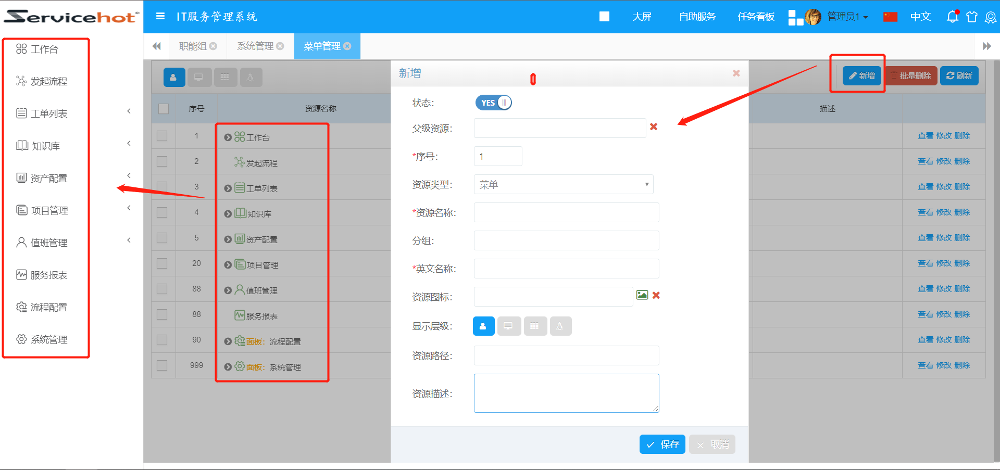 Servicehot®
IT服务管理系统
大屏
自助服务
任务看板
管理员1
中文
职能组
系统管理
菜单管理
工作台
发起流程
工单列表
知识库
资产配置
项目管理
值班管理
服务报表
流程配置
系统管理
新增
批量删除
刷新
序号
资源名称
描述
1
工作台
查看 修改 删除
2
发起流程
查看 修改 删除
3
工单列表
查看 修改 删除
4
知识库
查看 修改 删除
5
资产配置
查看 修改 删除
20
项目管理
查看 修改 删除
88
值班管理
查看 修改 删除
88
服务报表
查看 修改 删除
90
面板：流程配置
查看 修改 删除
999
面板：系统管理
查看 修改 删除
新增
状态：
YES
父级资源：
*序号：
1
资源类型：
菜单
*资源名称：
分组：
*英文名称：
资源图标：
显示层级：
资源路径：
资源描述：
保存
取消